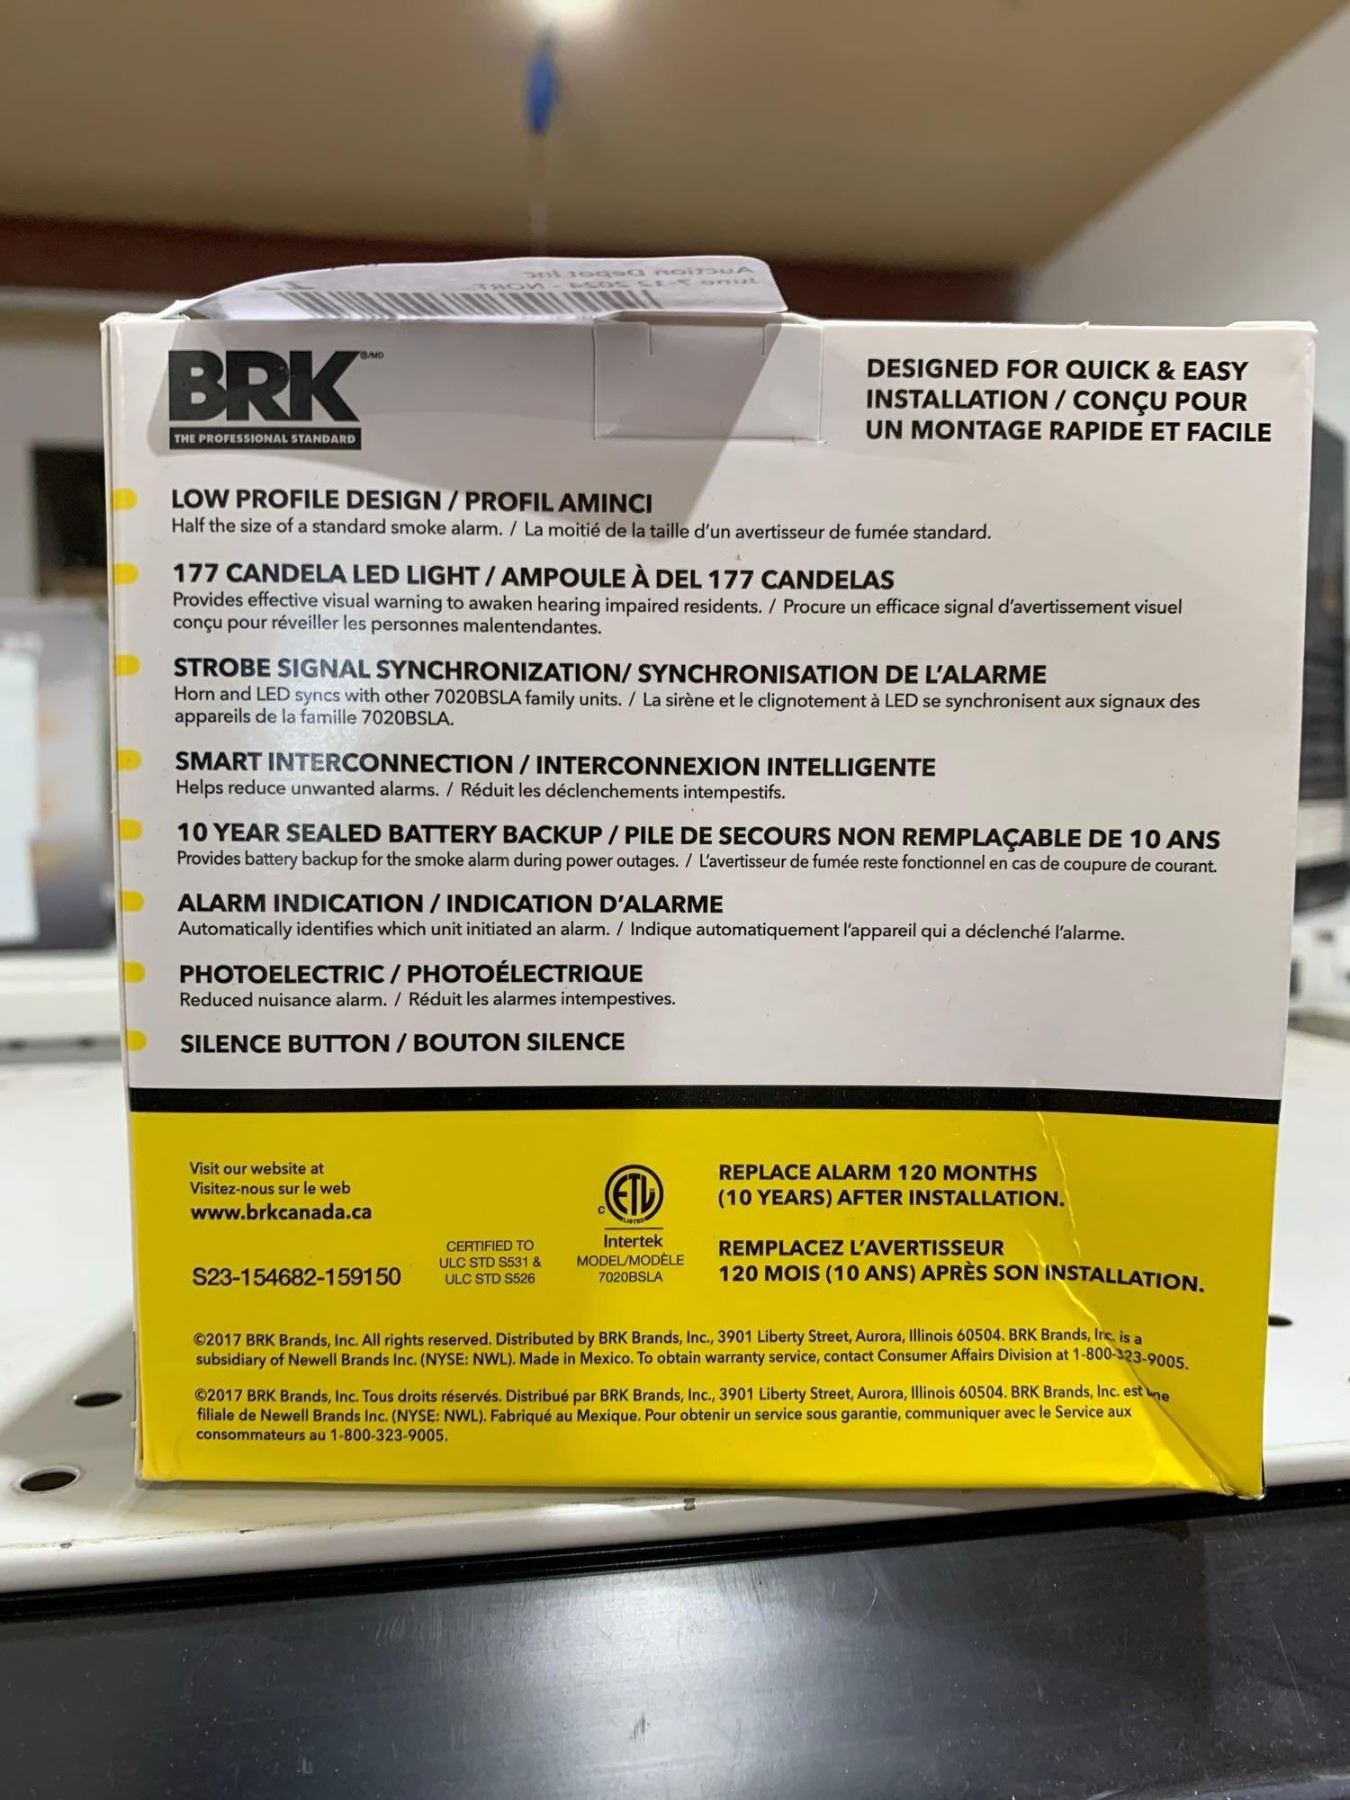 Auction Depot Inc
June 7-12 2024 - NORT
BRK®/MD
THE PROFESSIONAL STANDARD
DESIGNED FOR QUICK & EASY
INSTALLATION / CONÇU POUR
UN MONTAGE RAPIDE ET FACILE
LOW PROFILE DESIGN / PROFIL AMINCI
Half the size of a standard smoke alarm. / La moitié de la taille d'un avertisseur de fumée standard.
177 CANDELA LED LIGHT / AMPOULE À DEL 177 CANDELAS
Provides effective visual warning to awaken hearing impaired residents. / Procure un efficace signal d'avertissement visuel
conçu pour réveiller les personnes malentendantes.
STROBE SIGNAL SYNCHRONIZATION/ SYNCHRONISATION DE L'ALARME
Horn and LED syncs with other 7020BSLA family units. / La sirène et le clignotement à LED se synchronisent aux signaux des
appareils de la famille 7020BSLA.
SMART INTERCONNECTION / INTERCONNEXION INTELLIGENTE
Helps reduce unwanted alarms. / Réduit les déclenchements intempestifs.
10 YEAR SEALED BATTERY BACKUP / PILE DE SECOURS NON REMPLAÇABLE DE 10 ANS
Provides battery backup for the smoke alarm during power outages. / L'avertisseur de fumée reste fonctionnel en cas de coupure de courant.
ALARM INDICATION / INDICATION D'ALARME
Automatically identifies which unit initiated an alarm. / Indique automatiquement l'appareil qui a déclenché l'alarme.
PHOTOELECTRIC / PHOTOÉLECTRIQUE
Reduced nuisance alarm. / Réduit les alarmes intempestives.
SILENCE BUTTON / BOUTON SILENCE
Visit our website at
Visitez-nous sur le web
www.brkcanada.ca
S23-154682-159150
CERTIFIED TO
ULC STD S531 &
ULC STD S526
C ETL
LISTED
Intertek
MODEL/MODÈLE
7020BSLA
REPLACE ALARM 120 MONTHS
(10 YEARS) AFTER INSTALLATION.
REMPLACEZ L'AVERTISSEUR
120 MOIS (10 ANS) APRÈS SON INSTALLATION.
©2017 BRK Brands, Inc. All rights reserved. Distributed by BRK Brands, Inc., 3901 Liberty Street, Aurora, Illinois 60504. BRK Brands, Inc. is a
subsidiary of Newell Brands Inc. (NYSE: NWL). Made in Mexico. To obtain warranty service, contact Consumer Affairs Division at 1-800-323-9005.
©2017 BRK Brands, Inc. Tous droits réservés. Distribué par BRK Brands, Inc., 3901 Liberty Street, Aurora, Illinois 60504. BRK Brands, Inc. est une
filiale de Newell Brands Inc. (NYSE: NWL). Fabriqué au Mexique. Pour obtenir un service sous garantie, communiquer avec le Service aux
consommateurs au 1-800-323-9005.